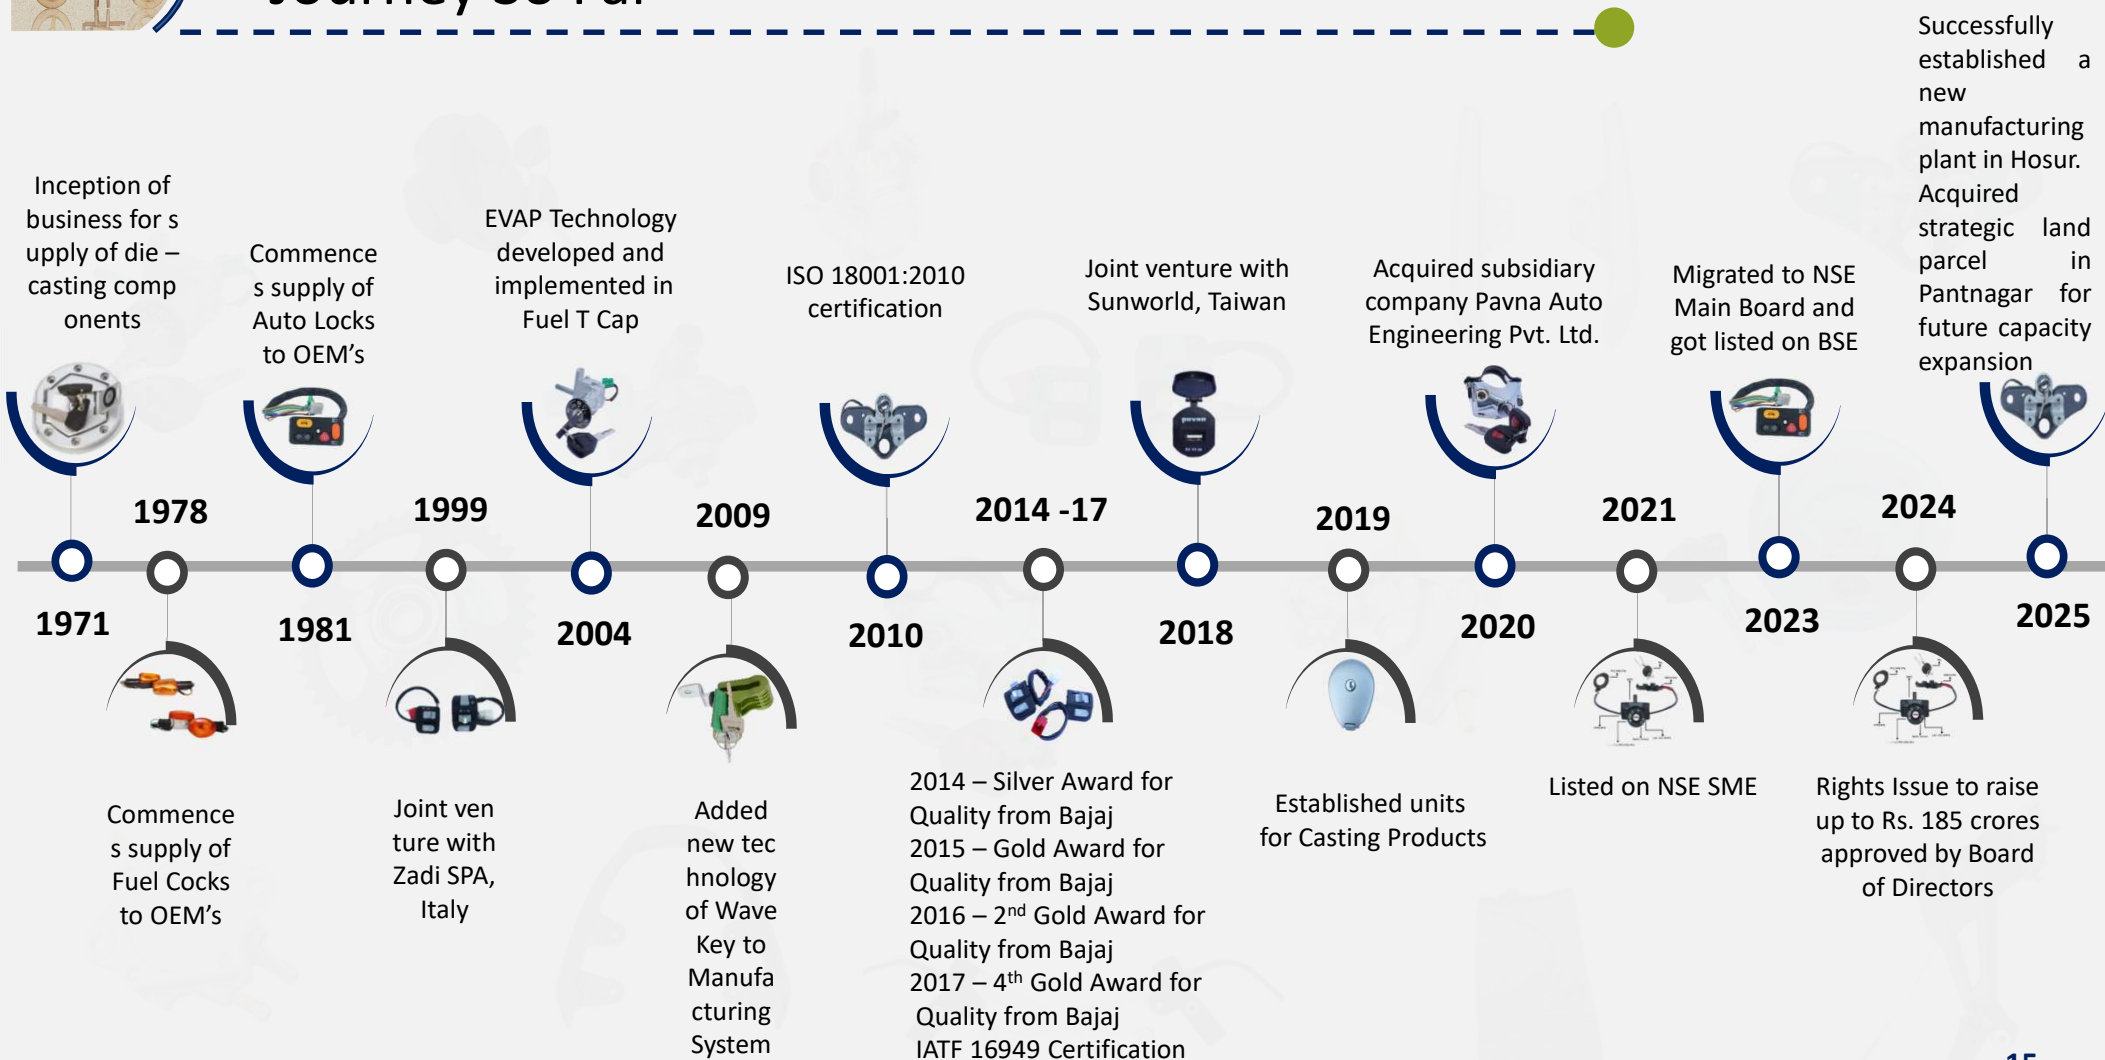 Journey So Far
Inception of
business for s
upply of die –
casting comp
onents
1971
1978
Commence
s supply of
Fuel Cocks
to OEM’s
Commence
s supply of
Auto Locks
to OEM’s
1981
1999
Joint ven
ture with
Zadi SPA,
Italy
EVAP Technology
developed and
implemented in
Fuel T Cap
2004
2009
Added
new tec
hnology
of Wave
Key to
Manufa
cturing
System
ISO 18001:2010
certification
2010
2014 -17
2014 – Silver Award for
Quality from Bajaj
2015 – Gold Award for
Quality from Bajaj
2016 – 2nd Gold Award for
Quality from Bajaj
2017 – 4th Gold Award for
Quality from Bajaj
IATF 16949 Certification
Joint venture with
Sunworld, Taiwan
pavna
2018
2019
Established units
for Casting Products
Acquired subsidiary
company Pavna Auto
Engineering Pvt. Ltd.
2020
2021
Listed on NSE SME
Migrated to NSE
Main Board and
got listed on BSE
2023
2024
Rights Issue to raise
up to Rs. 185 crores
approved by Board
of Directors
Successfully
established a
new
manufacturing
plant in Hosur.
Acquired
strategic land
parcel in
Pantnagar for
future capacity
expansion
2025
15